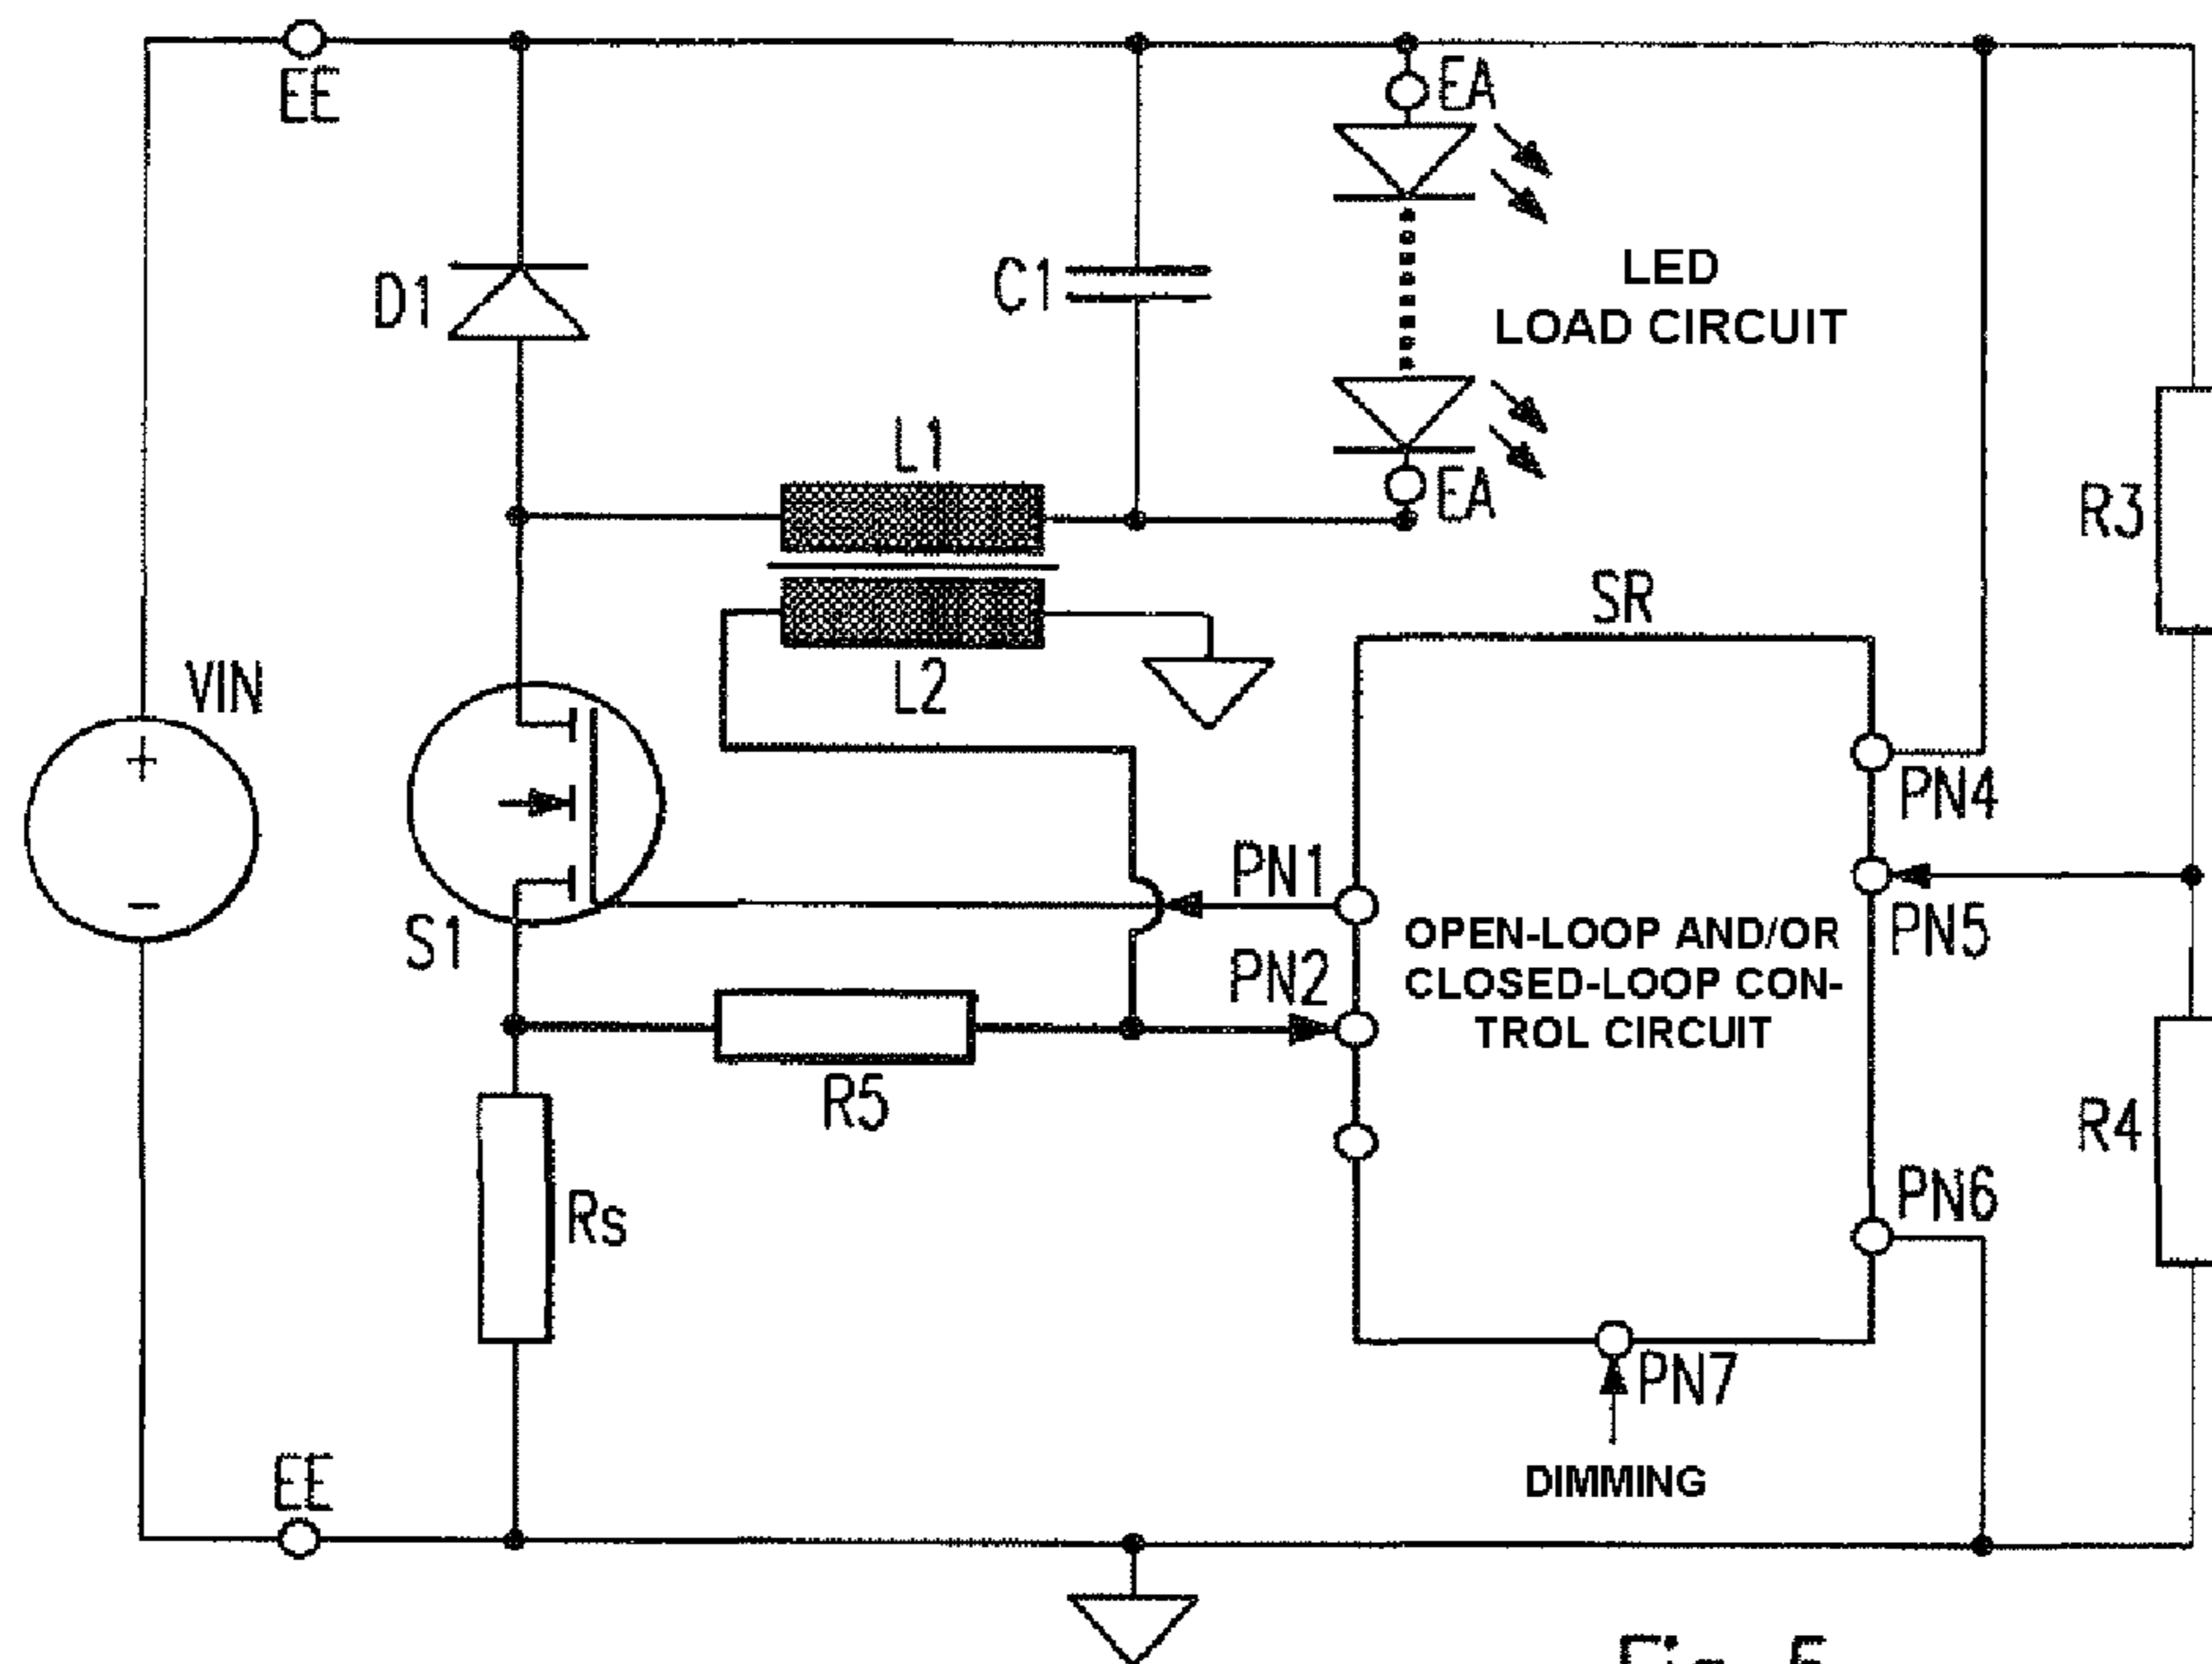 EE
EA
D1
C1
LED
LOAD CIRCUIT
L1
EA
R3
SR
VIN
L2
+
PN4
PN1
−
S1
PN5
OPEN-LOOP AND/OR
CLOSED-LOOP CON-
TROL CIRCUIT
PN2
R5
R4
PN6
Rs
PN7
EE
DIMMING